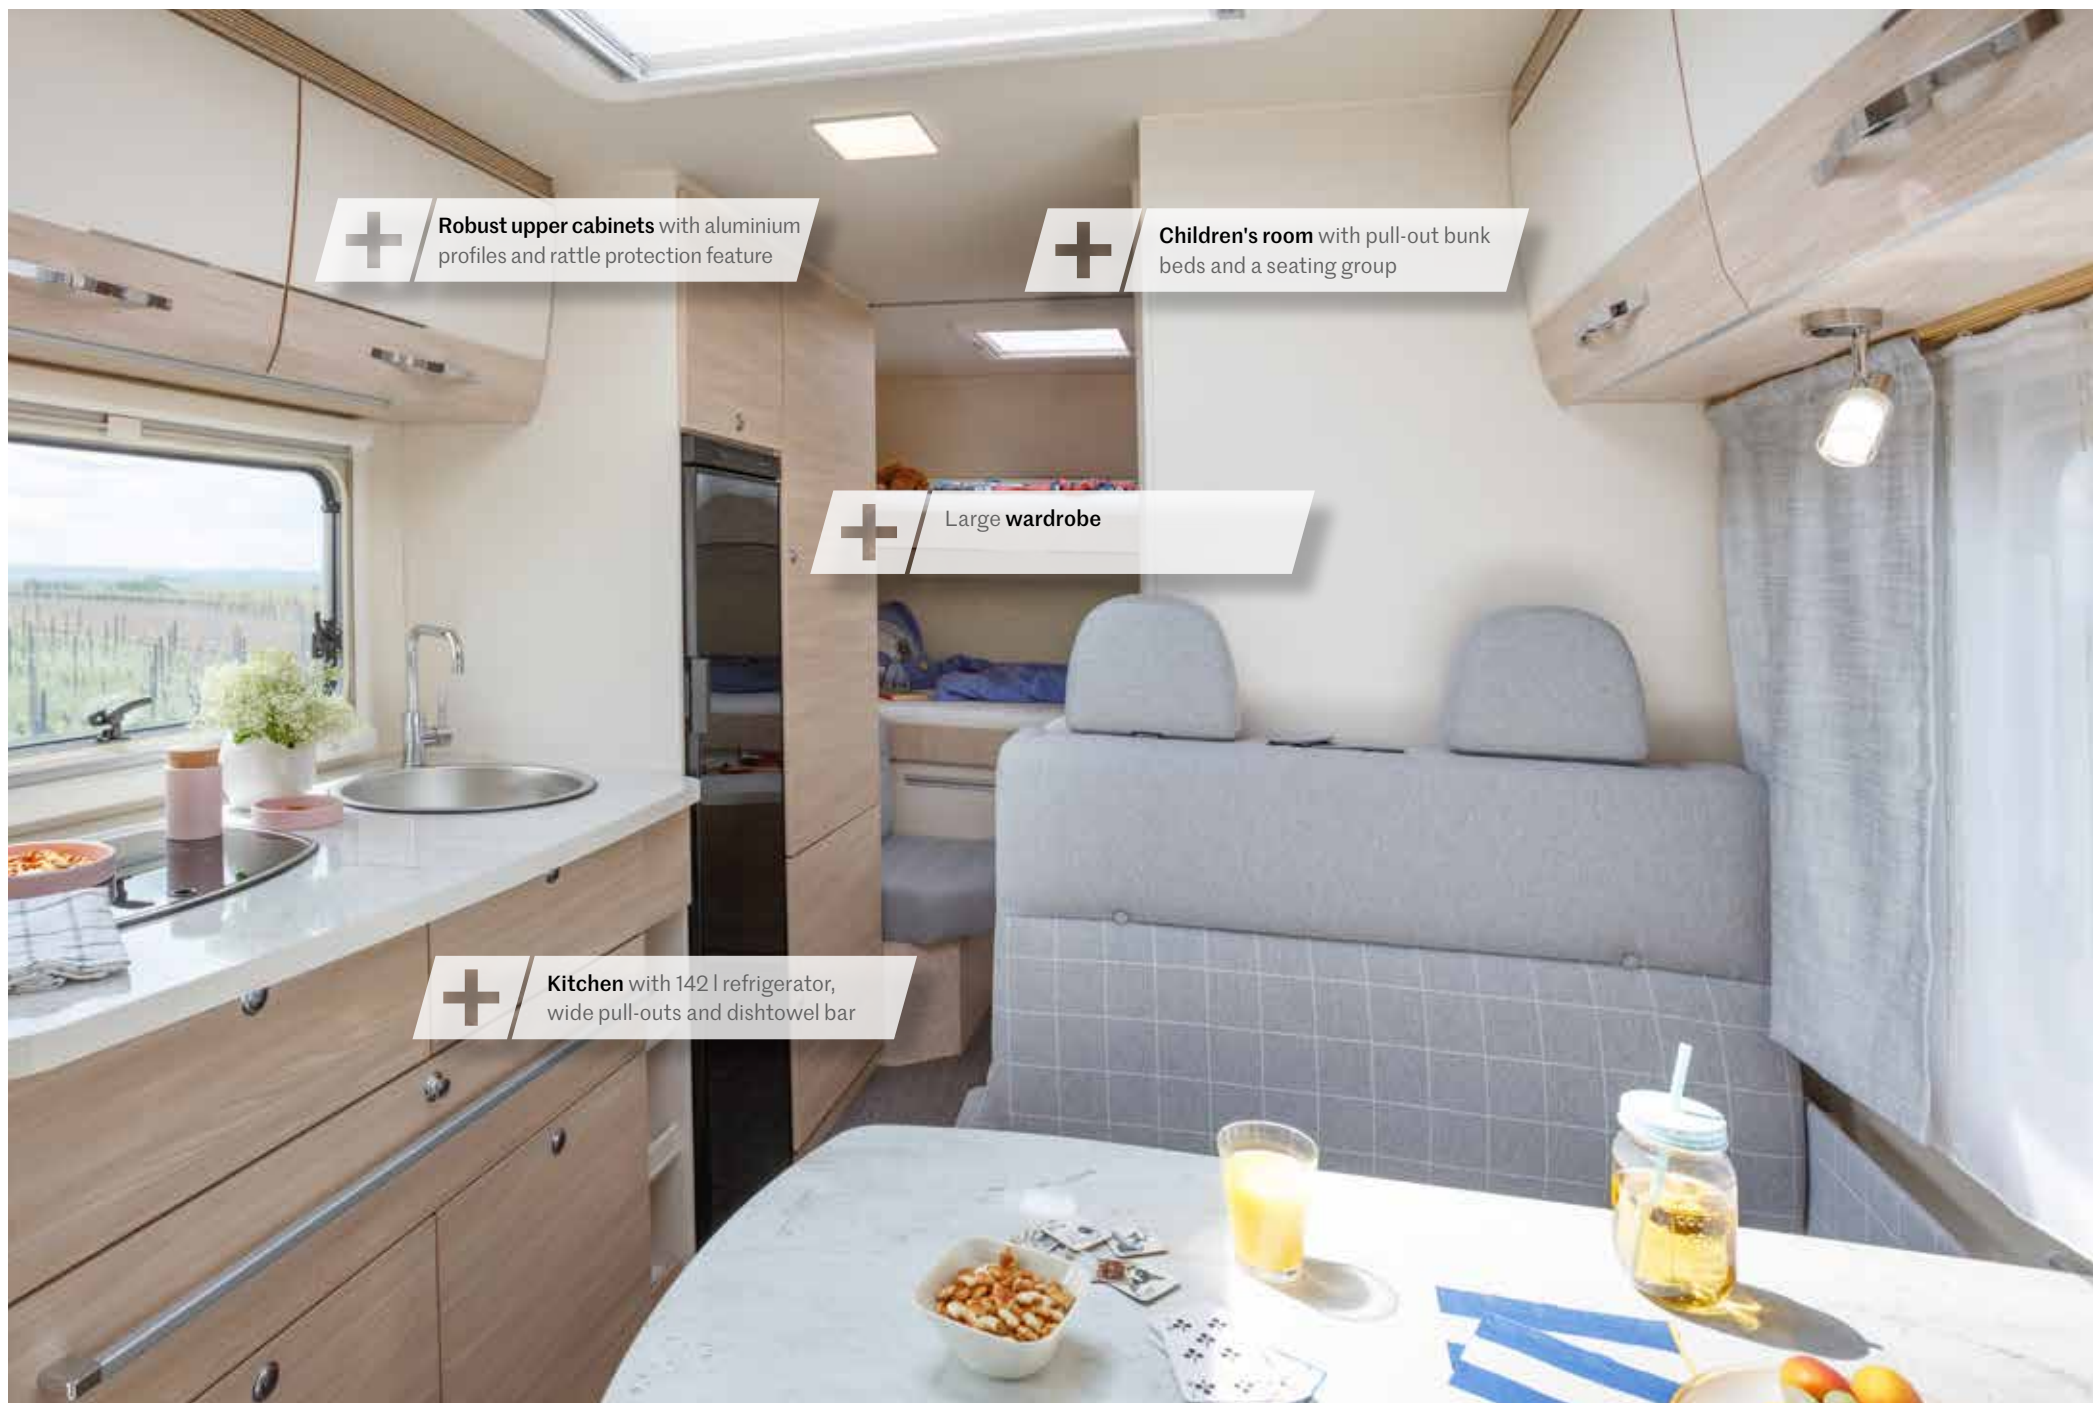 Robust upper cabinets with aluminium
profiles and rattle protection feature
Children's room with pull-out bunk
beds and a seating group
Large wardrobe
Kitchen with 142 l refrigerator,
wide pull-outs and dishtowel bar